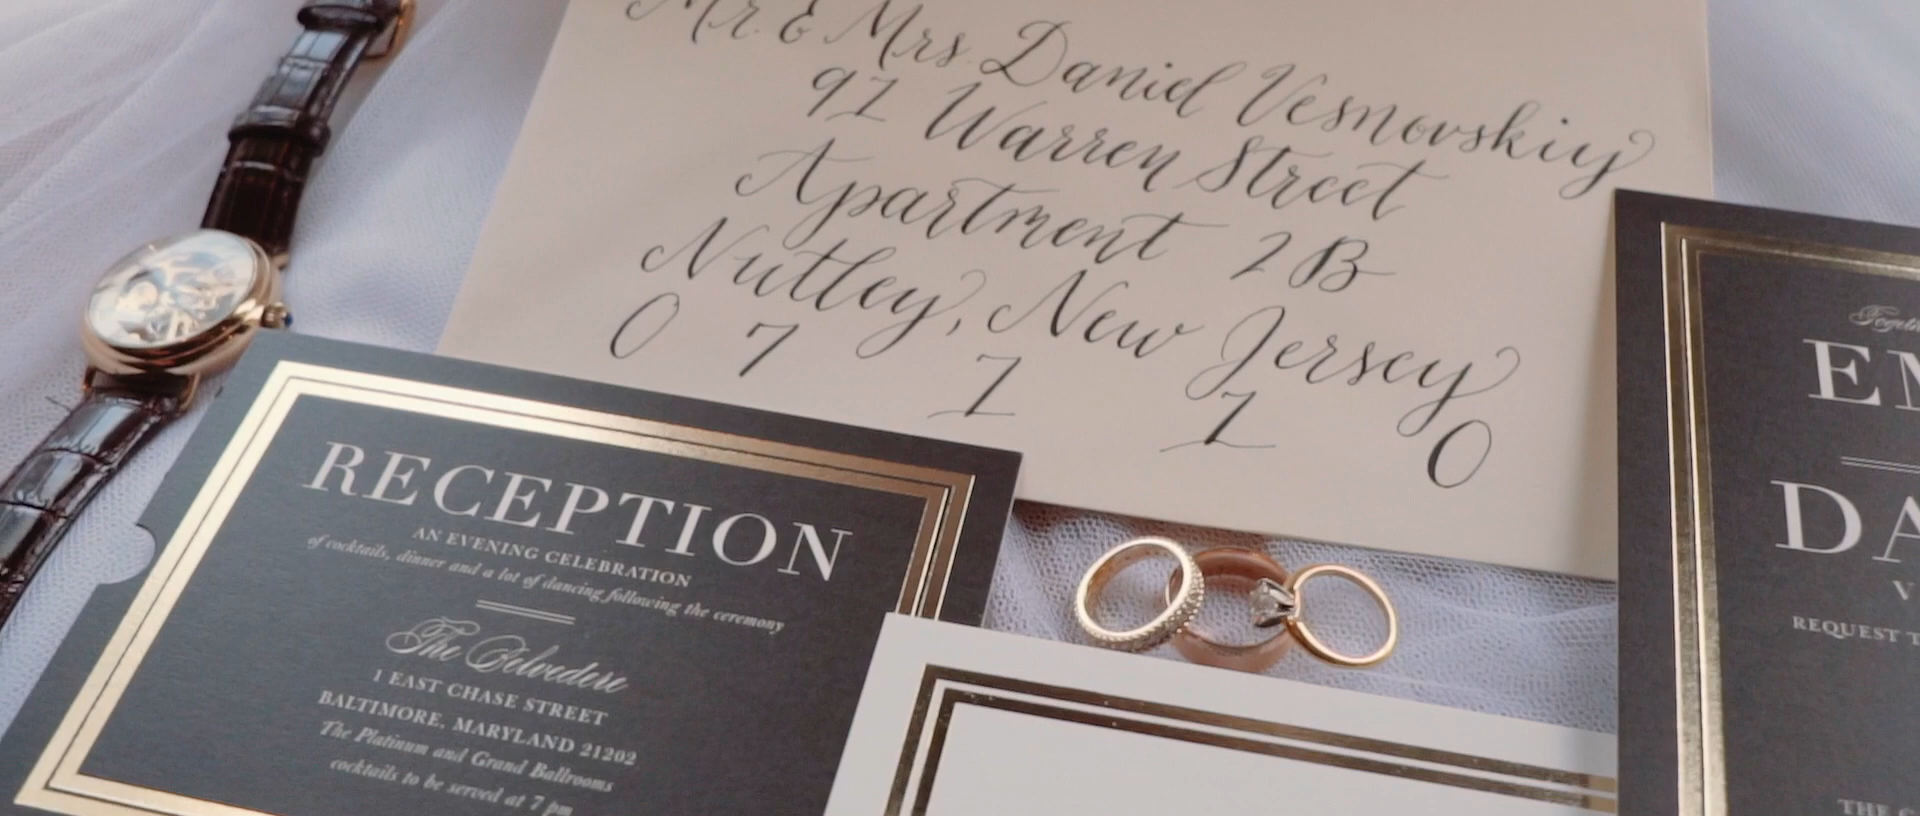 Mr. & Mrs. Daniel Vesnovskiy
91 Warren Street
Apartment 2B
Nutley, New Jersey
0 7 1 1 0
RECEPTION
AN EVENING CELEBRATION
of cocktails, dinner and a lot of dancing following the ceremony
The Belvedere
1 EAST CHASE STREET
BALTIMORE, MARYLAND 21202
The Platinum and Grand Ballrooms
cocktails to be served at 7 pm
EM
DA
V
REQUEST T
THE C